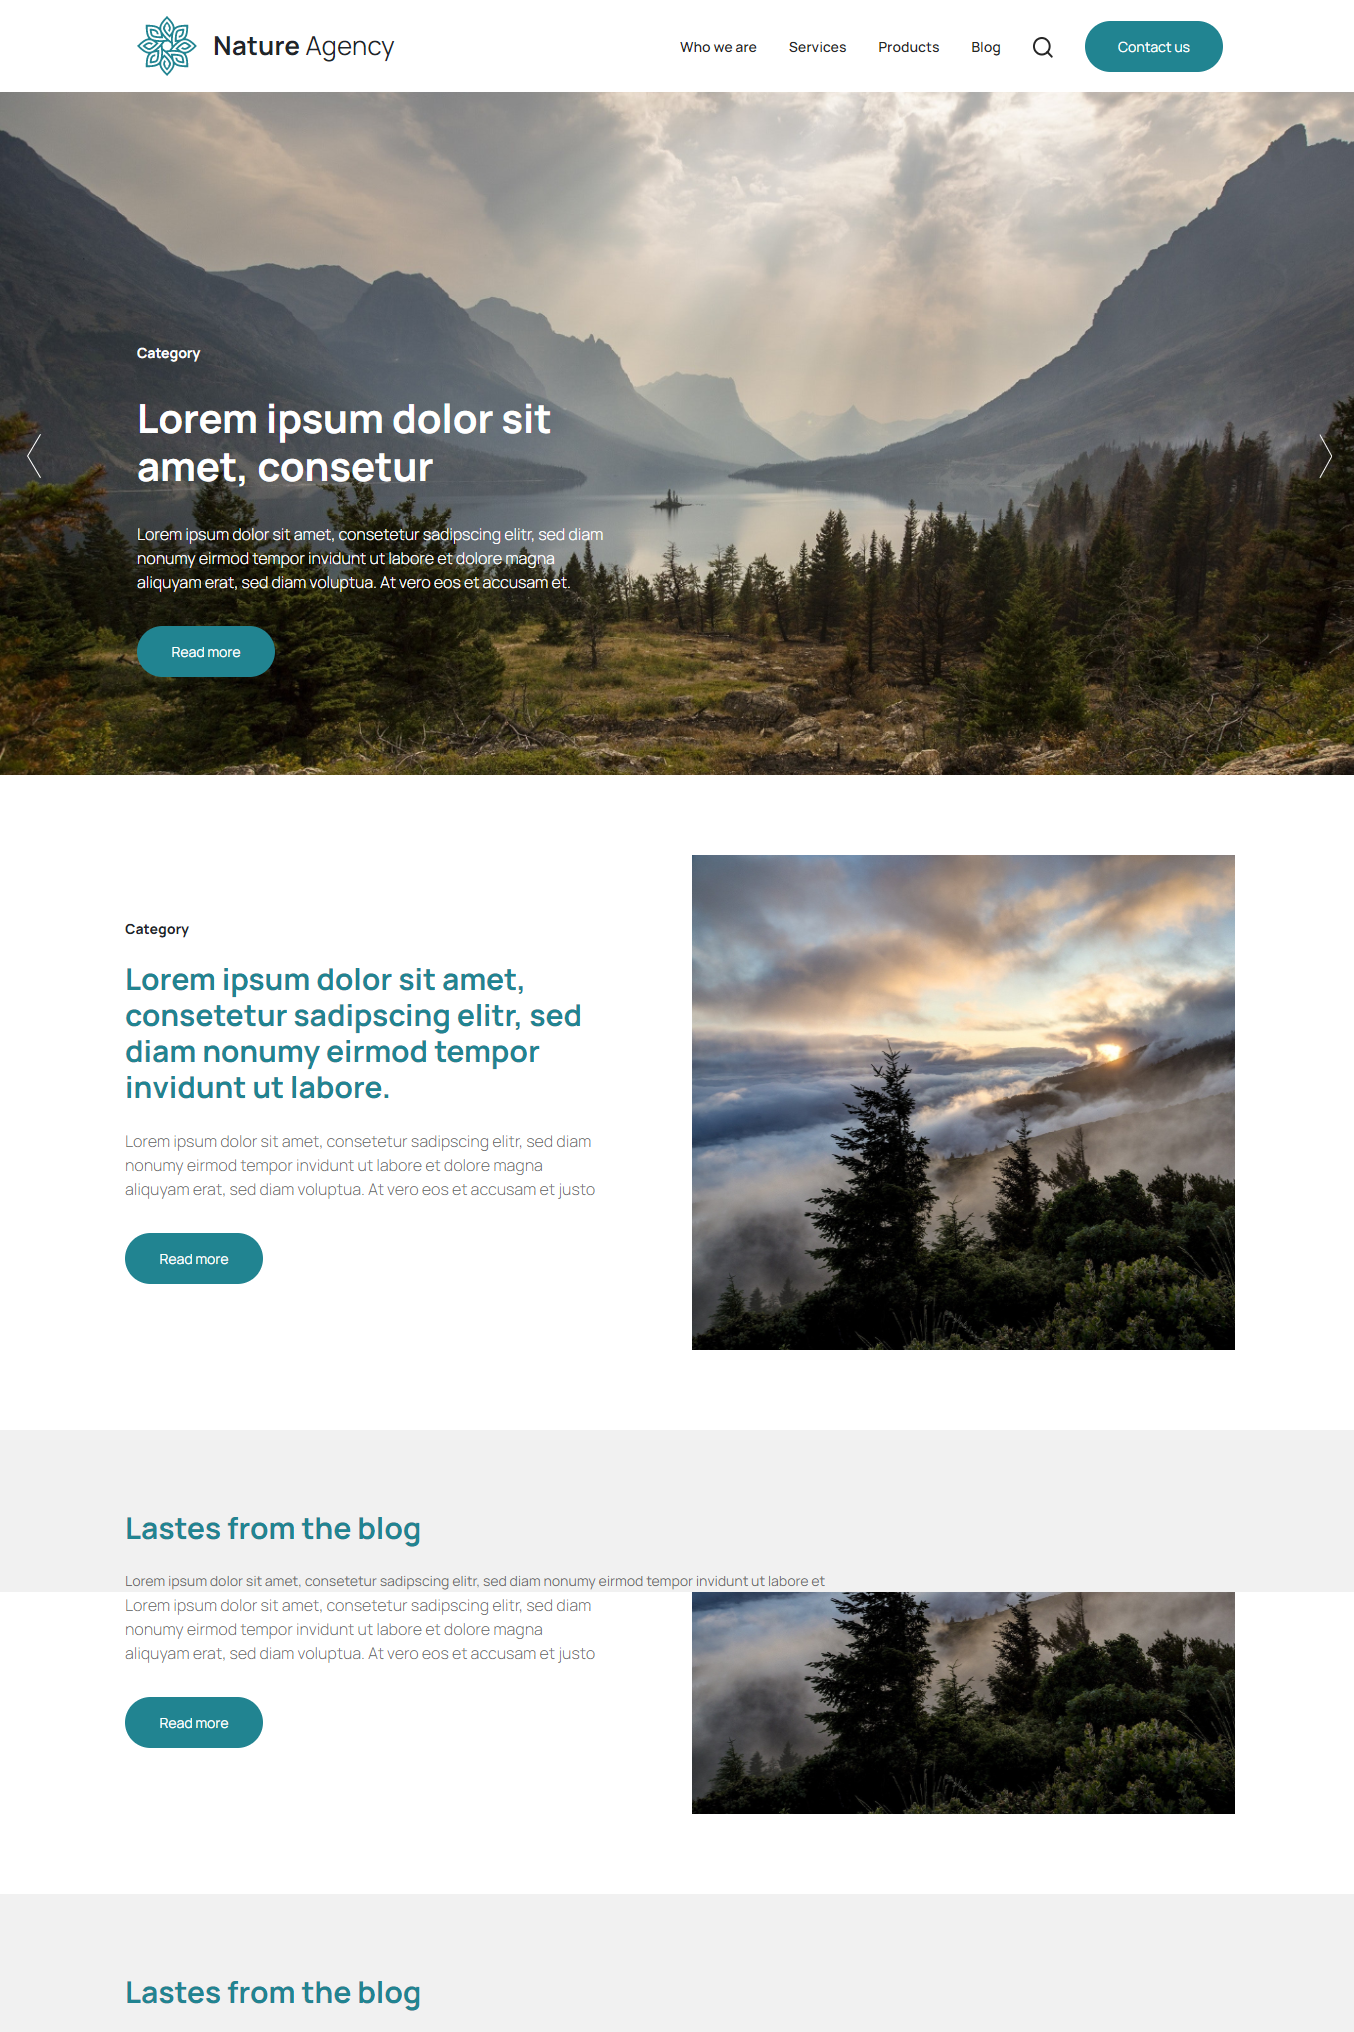 Nature Agency
Who we are
Services
Products
Blog
Contact us
Category
Lorem ipsum dolor sit
amet, consetur
Lorem ipsum dolor sit amet, consetetur sadipscing elitr, sed diam
nonumy eirmod tempor invidunt ut labore et dolore magna
aliquyam erat, sed diam voluptua. At vero eos et accusam et.
Read more
Category
Lorem ipsum dolor sit amet,
consetetur sadipscing elitr, sed
diam nonumy eirmod tempor
invidunt ut labore.
Lorem ipsum dolor sit amet, consetetur sadipscing elitr, sed diam
nonumy eirmod tempor invidunt ut labore et dolore magna
aliquyam erat, sed diam voluptua. At vero eos et accusam et justo
Read more
Lastes from the blog
Lorem ipsum dolor sit amet, consetetur sadipscing elitr, sed diam nonumy eirmod tempor invidunt ut labore et
Lorem ipsum dolor sit amet, consetetur sadipscing elitr, sed diam
nonumy eirmod tempor invidunt ut labore et dolore magna
aliquyam erat, sed diam voluptua. At vero eos et accusam et justo
Read more
Lastes from the blog